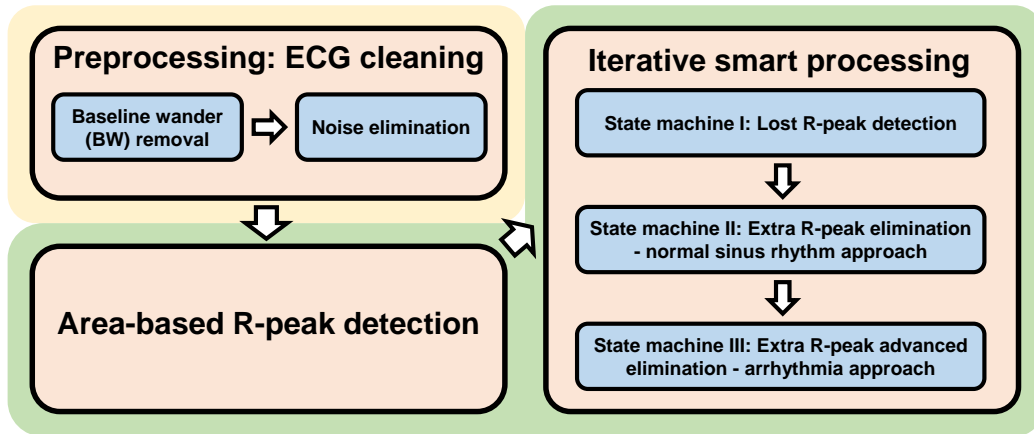 Preprocessing: ECG cleaning
Baseline wander
(BW) removal
Noise elimination
Area-based R-peak detection
Iterative smart processing
State machine I: Lost R-peak detection
State machine II: Extra R-peak elimination
- normal sinus rhythm approach
State machine III: Extra R-peak advanced
elimination - arrhythmia approach